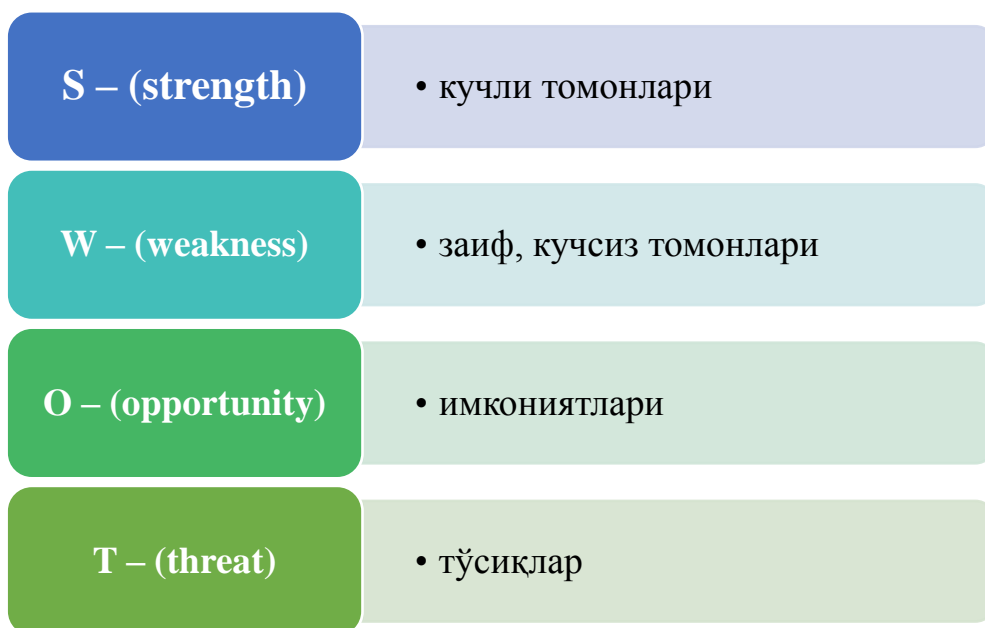 S – (strength)
• кучли томонлари
W – (weakness)
• заиф, кучсиз томонлари
O – (opportunity)
• имкониятлари
T – (threat)
• тўсиқлар